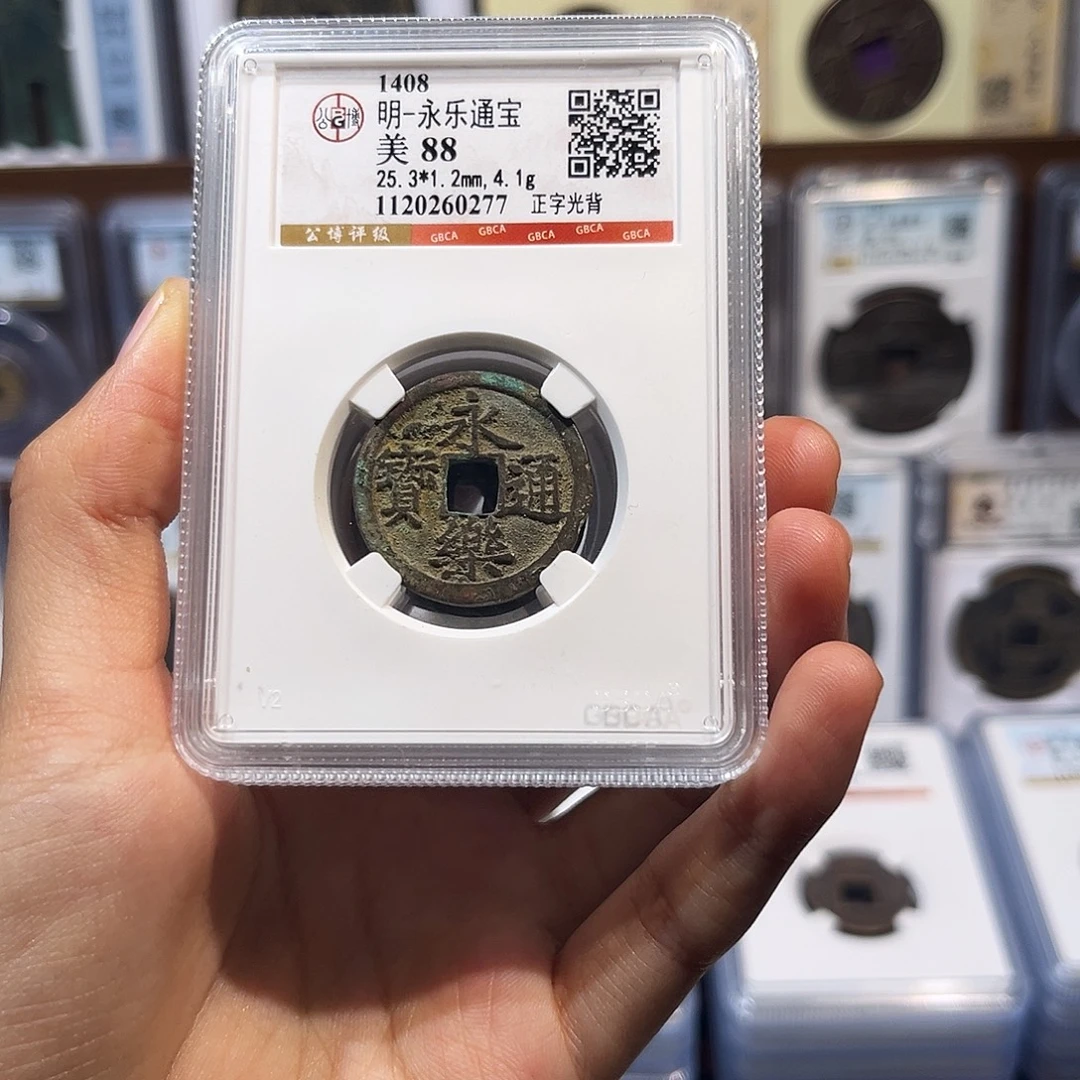 1408
明-永乐通宝
美 88
25.3*1.2mm, 4.1g
1120260277 正字光背
公博评级 GBCA GBCA GBCA GBCA GBCA
永樂通寶
V2